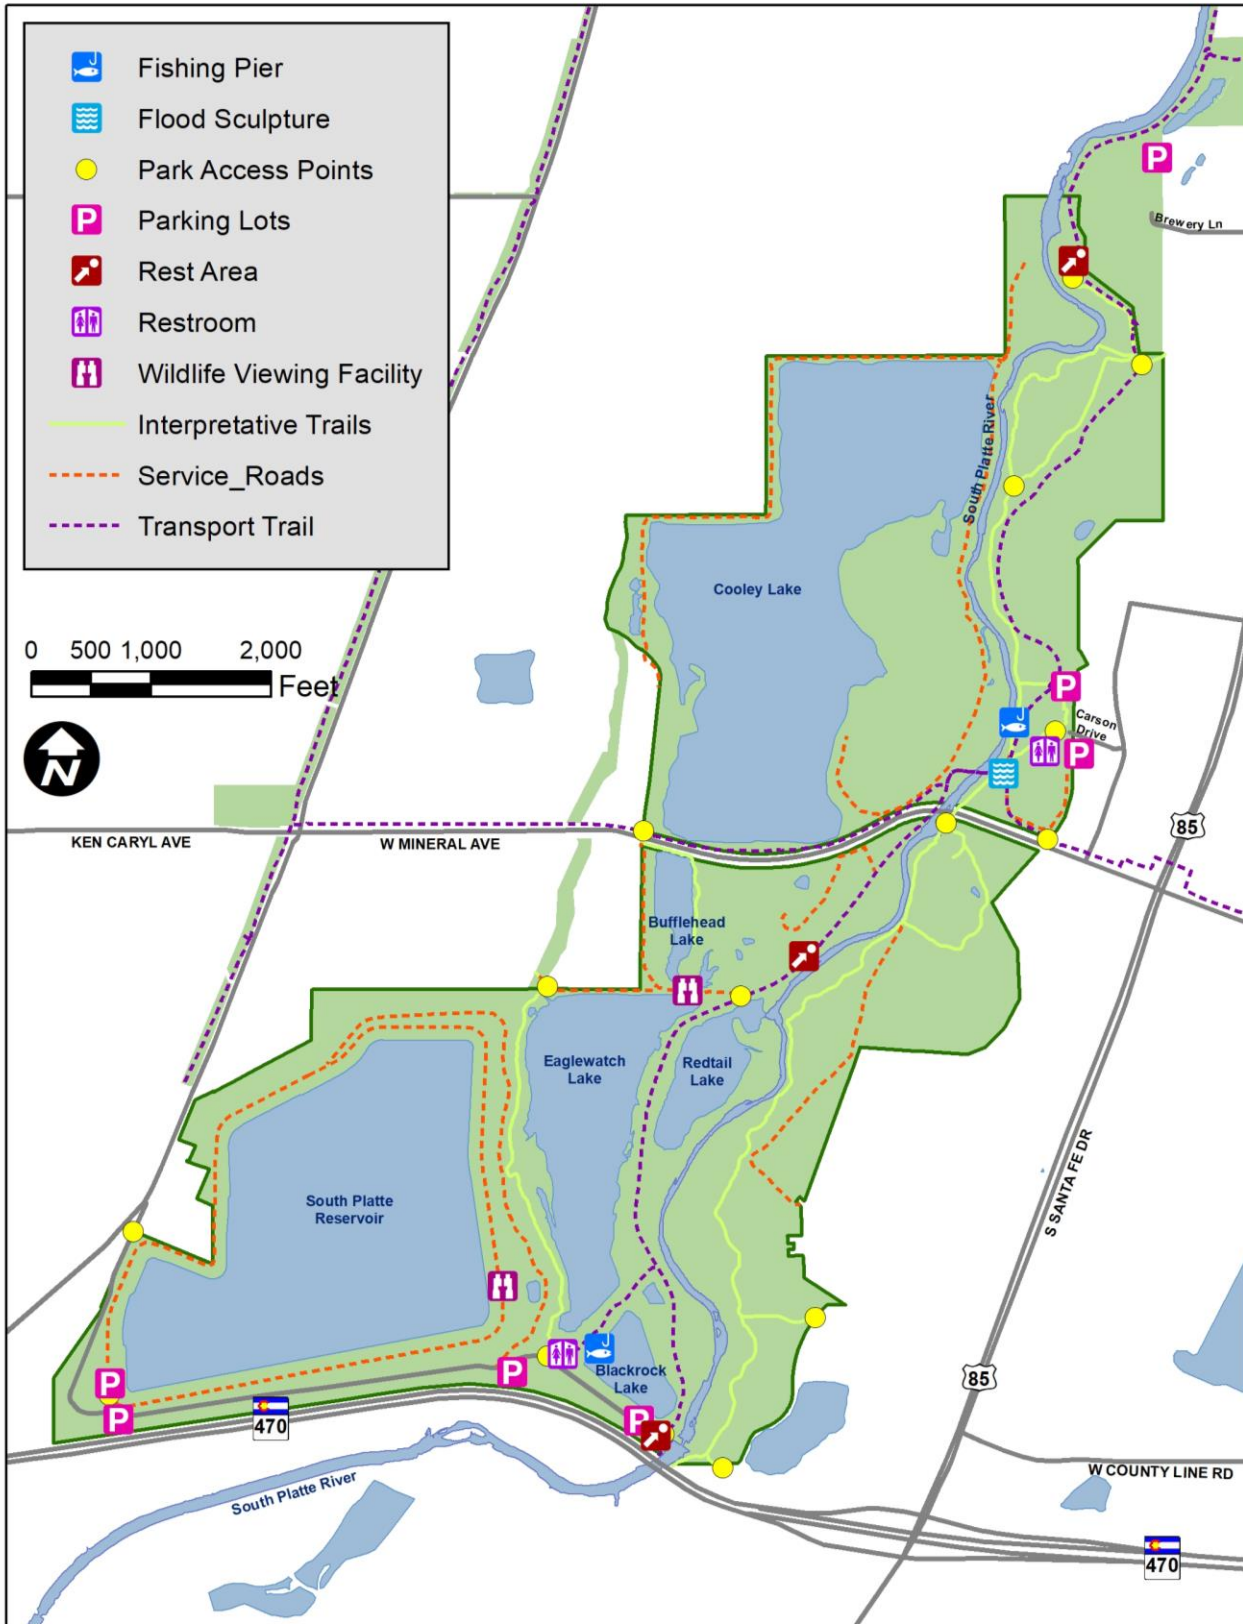 Fishing Pier
Flood Sculpture
Park Access Points
P
Parking Lots
Rest Area
Restroom
Wildlife Viewing Facility
Interpretative Trails
Service_Roads
Transport Trail
0 500 1,000 2,000
Feet
N
P
Brewery Ln
South Platte River
Cooley Lake
P
Carson
Drive
P
85
KEN CARYL AVE
W MINERAL AVE
Bufflehead
Lake
Eaglewatch
Lake
Redtail
Lake
South Platte
Reservoir
S SANTA FE DR
P
P
P
Blackrock
Lake
P
85
470
South Platte River
W COUNTY LINE RD
470